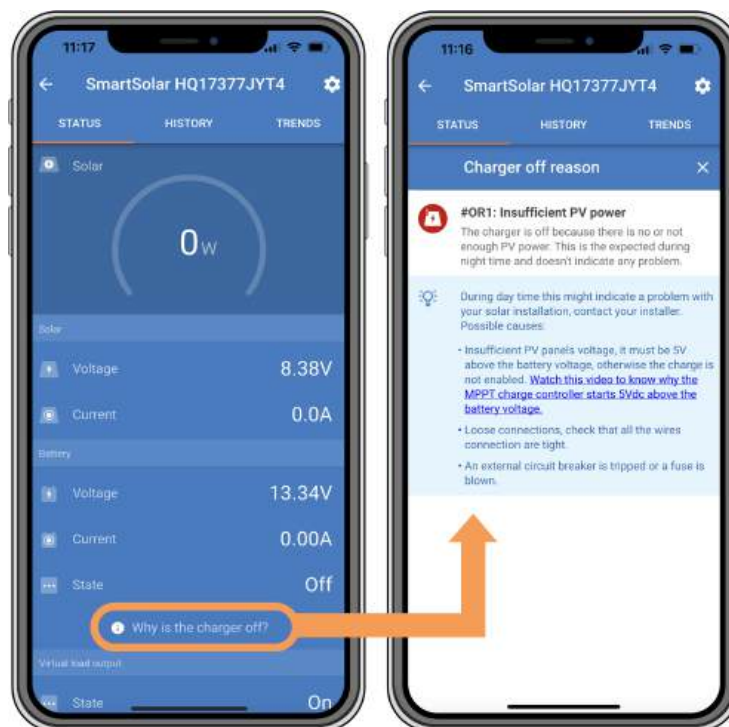 11:17
SmartSolar HQ17377JYT4
STATUS HISTORY TRENDS
Solar
0W
Solar
Voltage 8.38V
Current 0.0A
Battery
Voltage 13.34V
Current 0.00A
State Off
Why is the charger off?
Virtual load output
State On
11:16
SmartSolar HQ17377JYT4
STATUS HISTORY TRENDS
Charger off reason ×
#OR1: Insufficient PV power
The charger is off because there is no or not
enough PV power. This is the expected during
night time and doesn't indicate any problem.
During day time this might indicate a problem with
your solar installation, contact your installer.
Possible causes:
• Insufficient PV panels voltage, it must be 5V
above the battery voltage, otherwise the charge is
not enabled. Watch this video to know why the
MPPT charge controller starts 5Vdc above the
battery voltage.
• Loose connections, check that all the wires
connection are tight.
• An external circuit breaker is tripped or a fuse is
blown.